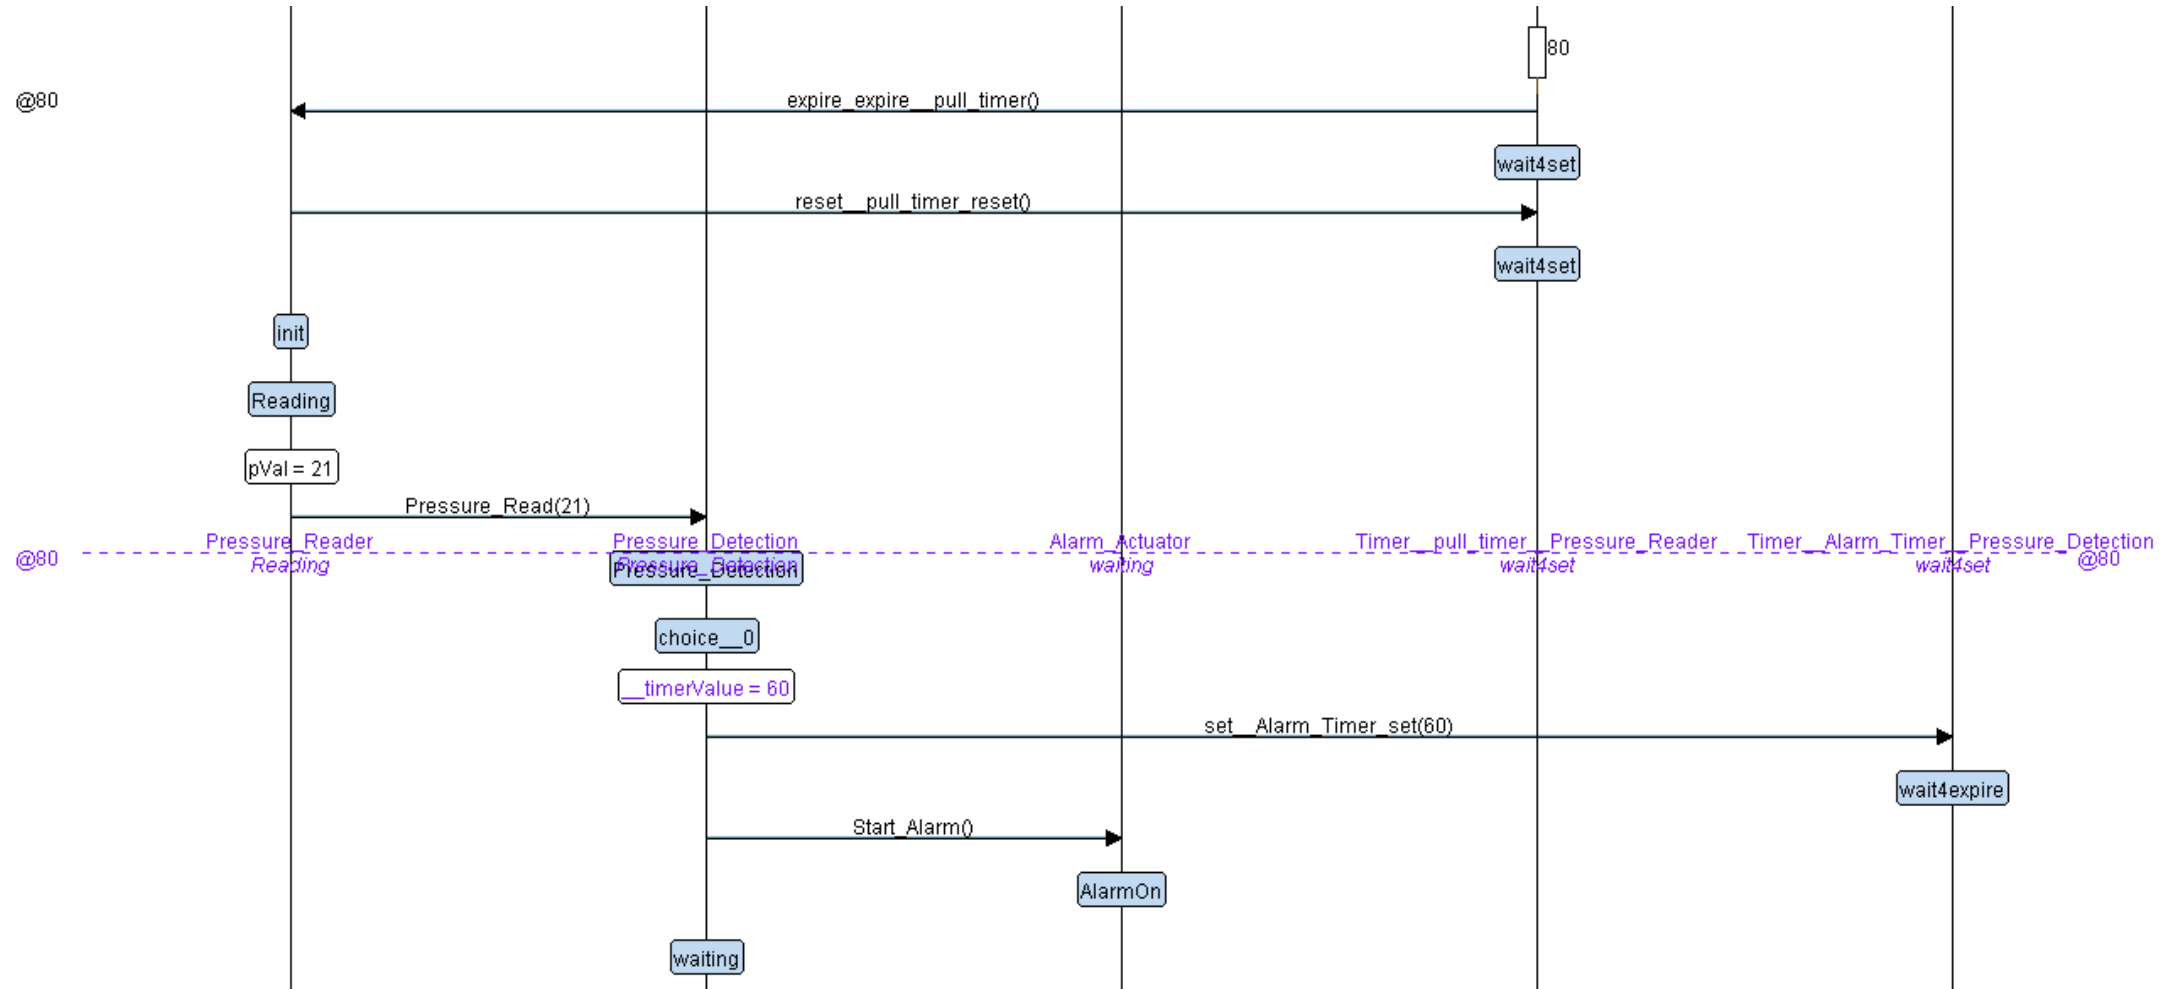 80
@80
expire_expire__pull_timer()
wait4set
reset__pull_timer_reset()
wait4set
init
Reading
pVal = 21
Pressure_Read(21)
Pressure_Reader
Pressure_Detection
Alarm_Actuator
Timer__pull_timer__Pressure_Reader
Timer__Alarm_Timer__Pressure_Detection
@80
Reading
Pressure_Detection
Pressure_Detection
waiting
wait4set
wait4set
@80
choice__0
__timerValue = 60
set__Alarm_Timer_set(60)
wait4expire
Start_Alarm()
AlarmOn
waiting